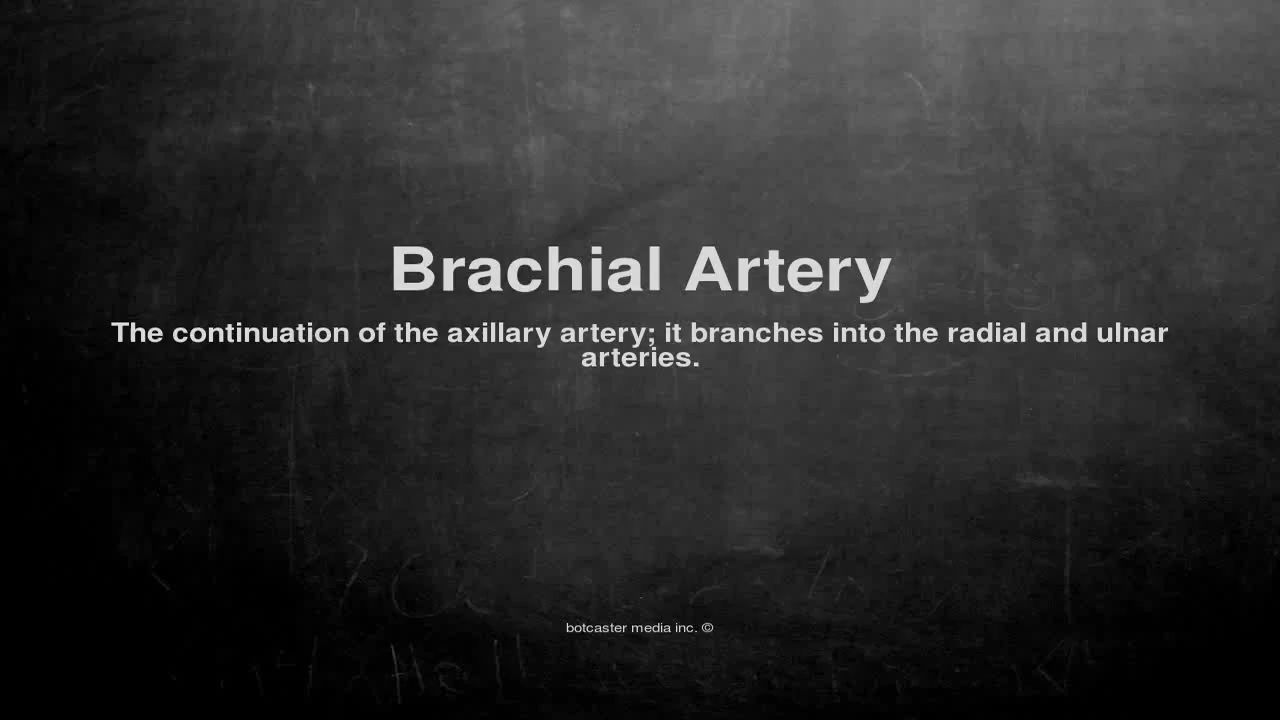 Brachial Artery
The continuation of the axillary artery; it branches into the radial and ulnar
arteries.
botcaster media inc. ©